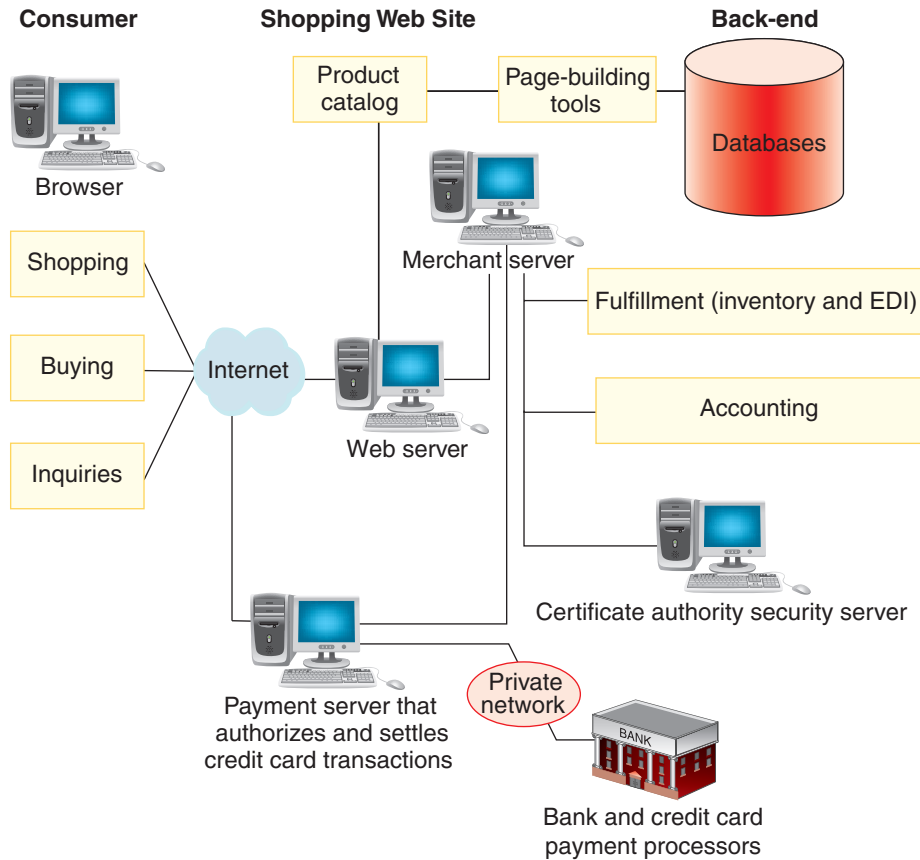 Consumer
Shopping Web Site
Back-end
Product
catalog
Page-building
tools
Databases
Browser
Merchant server
Shopping
Fulfillment (inventory and EDI)
Buying
Internet
Accounting
Web server
Inquiries
Certificate authority security server
Payment server that
authorizes and settles
credit card transactions
Private
network
BANK
Bank and credit card
payment processors